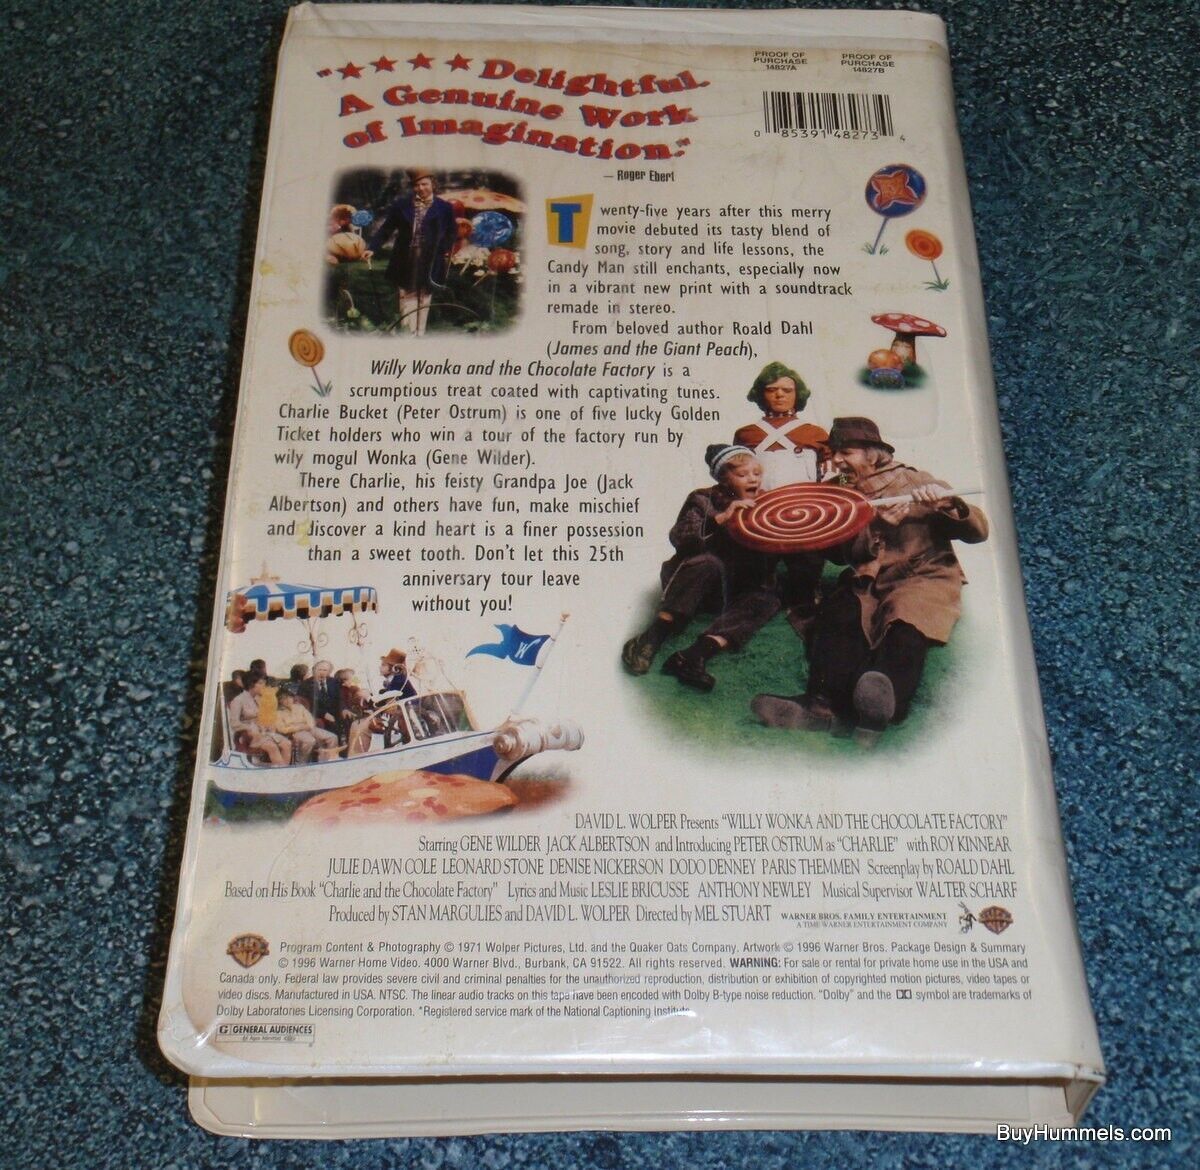 "★★★★ Delightful.
A Genuine Work
of Imagination."
— Roger Ebert
PROOF OF
PURCHASE
14827A
PROOF OF
PURCHASE
14827B
0 85391 48273 4
Twenty-five years after this merry
movie debuted its tasty blend of
song, story and life lessons, the
Candy Man still enchants, especially now
in a vibrant new print with a soundtrack
remade in stereo.
From beloved author Roald Dahl
(James and the Giant Peach),
Willy Wonka and the Chocolate Factory is a
scrumptious treat coated with captivating tunes.
Charlie Bucket (Peter Ostrum) is one of five lucky Golden
Ticket holders who win a tour of the factory run by
wily mogul Wonka (Gene Wilder).
There Charlie, his feisty Grandpa Joe (Jack
Albertson) and others have fun, make mischief
and discover a kind heart is a finer possession
than a sweet tooth. Don't let this 25th
anniversary tour leave
without you!
W
DAVID L. WOLPER Presents "WILLY WONKA AND THE CHOCOLATE FACTORY"
Starring GENE WILDER JACK ALBERTSON and Introducing PETER OSTRUM as "CHARLIE" with ROY KINNEAR
JULIE DAWN COLE LEONARD STONE DENISE NICKERSON DODO DENNEY PARIS THEMMEN Screenplay by ROALD DAHL
Based on His Book "Charlie and the Chocolate Factory" Lyrics and Music LESLIE BRICUSSE ANTHONY NEWLEY Musical Supervisor WALTER SCHARF
Produced by STAN MARGULIES and DAVID L. WOLPER Directed by MEL STUART
WARNER BROS. FAMILY ENTERTAINMENT
A TIME WARNER ENTERTAINMENT COMPANY
Program Content & Photography © 1971 Wolper Pictures, Ltd. and the Quaker Oats Company. Artwork © 1996 Warner Bros. Package Design & Summary
© 1996 Warner Home Video. 4000 Warner Blvd., Burbank, CA 91522. All rights reserved. WARNING: For sale or rental for private home use in the USA and
Canada only. Federal law provides severe civil and criminal penalties for the unauthorized reproduction, distribution or exhibition of copyrighted motion pictures, video tapes or
video discs. Manufactured in USA. NTSC. The linear audio tracks on this tape have been encoded with Dolby B-type noise reduction. "Dolby" and the symbol are trademarks of
Dolby Laboratories Licensing Corporation. *Registered service mark of the National Captioning Institute.
G GENERAL AUDIENCES
All Ages Admitted
BuyHummels.com